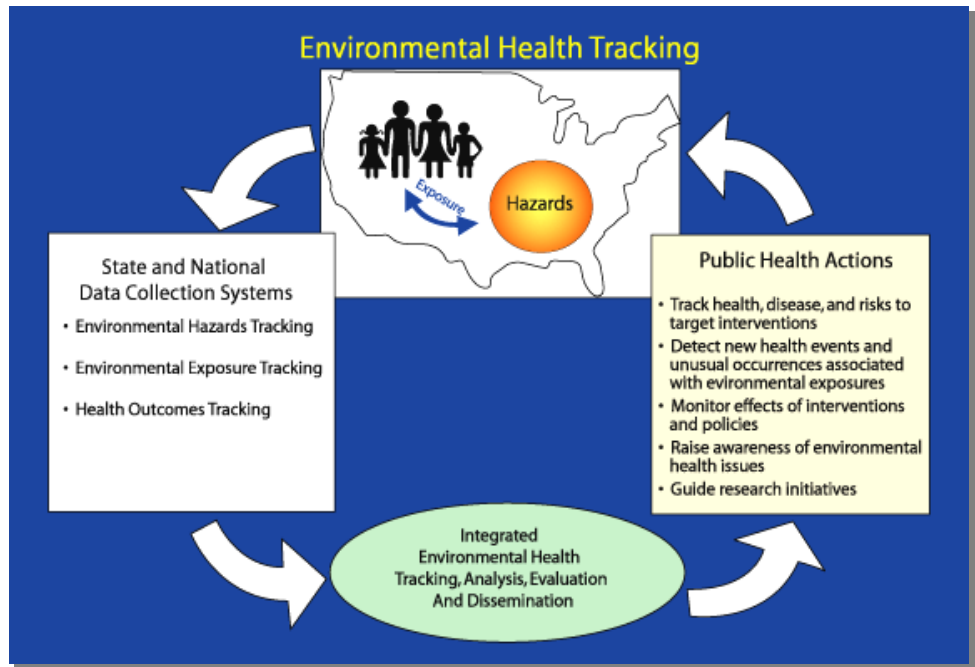 Environmental Health Tracking
Exposure
Hazards
State and National
Data Collection Systems
• Environmental Hazards Tracking
• Environmental Exposure Tracking
• Health Outcomes Tracking
Integrated
Environmental Health
Tracking, Analysis, Evaluation
And Dissemination
Public Health Actions
• Track health, disease, and risks to
target interventions
• Detect new health events and
unusual occurrences associated
with evironmental exposures
• Monitor effects of interventions
and policies
• Raise awareness of environmental
health issues
• Guide research initiatives